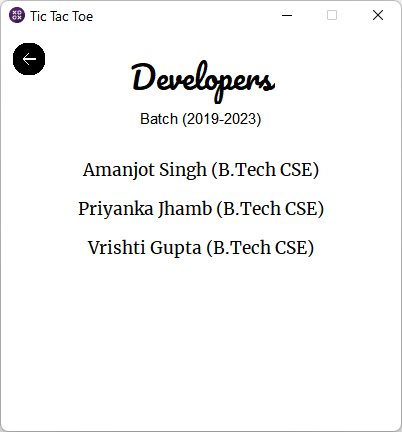 Tic Tac Toe
Developers
Batch (2019-2023)
Amanjot Singh (B.Tech CSE)
Priyanka Jhamb (B.Tech CSE)
Vrishti Gupta (B.Tech CSE)